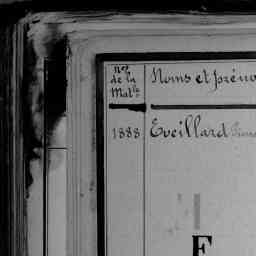 Nos
de la
Matle
Noms et préno
1888 Eveillard
E